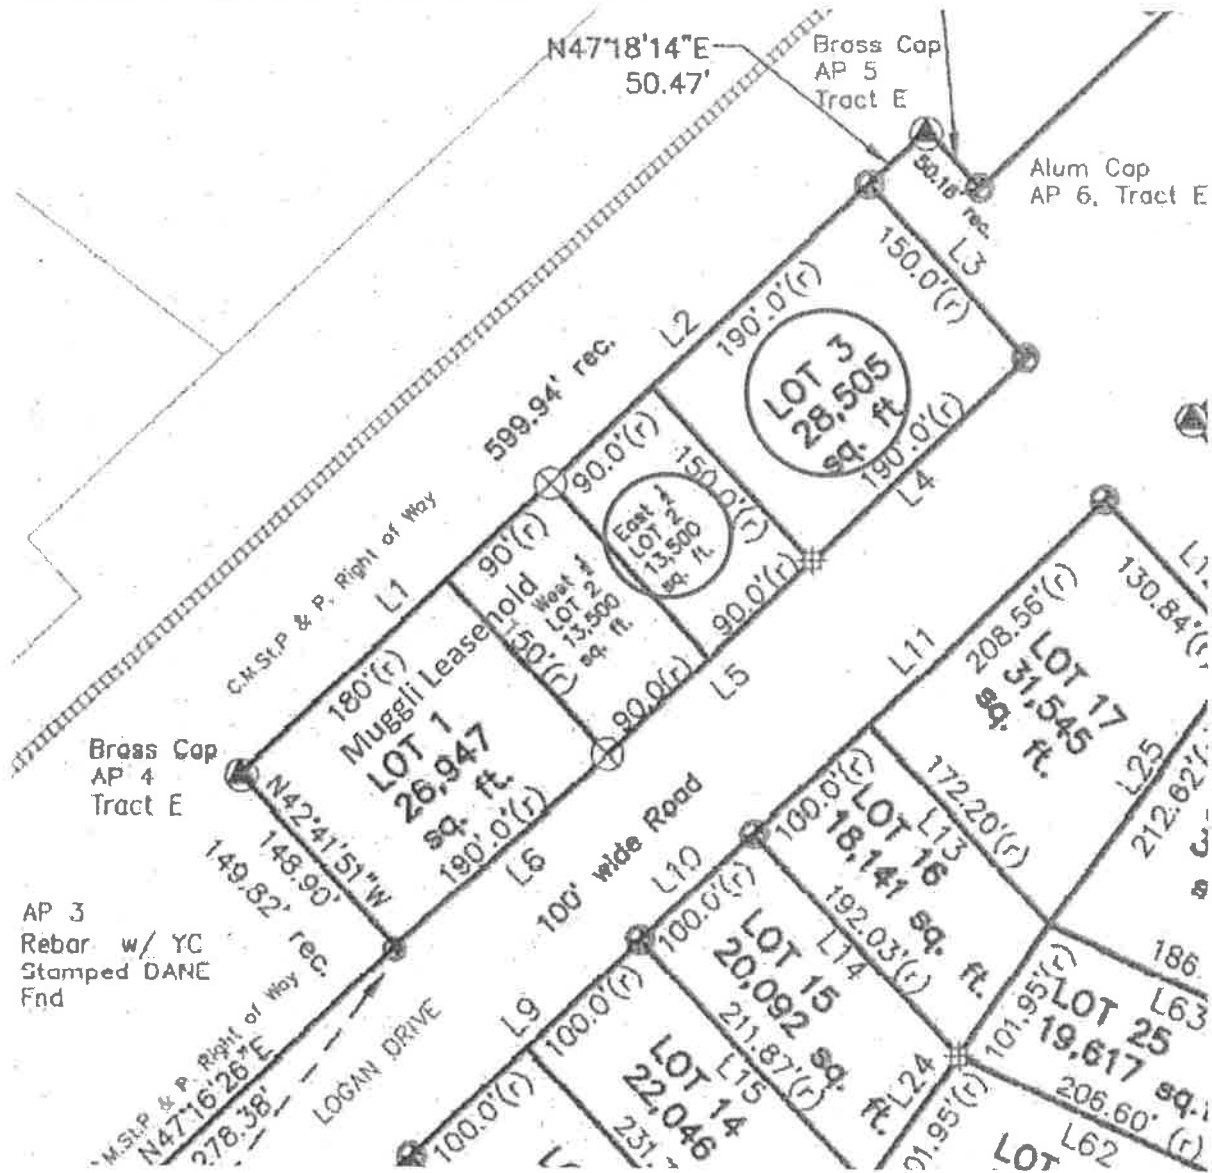 N47°18'14"E
50.47'
Brass Cap
AP 5
Tract E
50.18' rec.
Alum Cap
AP 6, Tract E
L3
150.0'(r)
190'.0'(r)
L2
LOT 3
28,505
sq. ft
190'.0'(r)
L4
599.94' rec.
90.0'(r)
150.0'(r)
East ½
LOT 2
13,500
sq. ft.
90.0'(r)
L5
C.M.St.P & P. Right of Way
L1
90'(r)
West ½
LOT 2
13,500
sq. ft.
150'(r)
90.0(r)
180'(r)
Muggli Leasehold
LOT 1
26,947
sq. ft.
190'.0'(r)
L6
Brass Cap
AP 4
Tract E
N42°41'51"W
148.90'
149.82' rec.
AP 3
Rebar w/ YC
Stamped DANE
Fnd
.M.St.P & P. Right of Way
N47°16'26"E
278.38'
LOGAN DRIVE
100' wide Road
L11
208.56'(r)
LOT 17
31,545
sq. ft.
130.84'(
L25
212.62'(
172.20'(r)
L13
L10
100.0'(r)
LOT 16
18,141 sq. ft.
192.03'(r)
L14
100.0'(r)
LOT 15
20,092 sq. ft.
211.87'(r)
L15
L24
L9
100.0'(r)
LOT 14
22,046
231.
100.0'(r)
186.
L63
101.95'(r)
LOT 25
19,617 sq.
206.60' (r)
L62
01.95'(r)
LOT